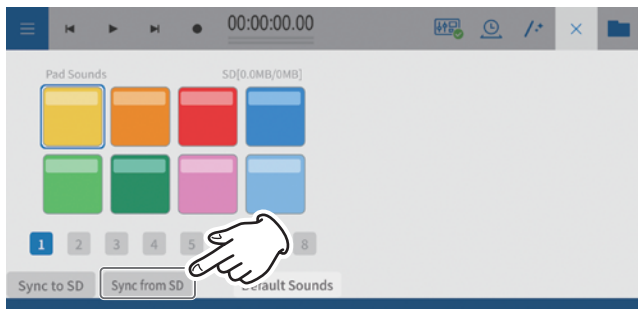 00:00:00.00
Pad Sounds SD[0.0MB/0MB]
1 2 3 4 5 8
Sync to SD Sync from SD Default Sounds